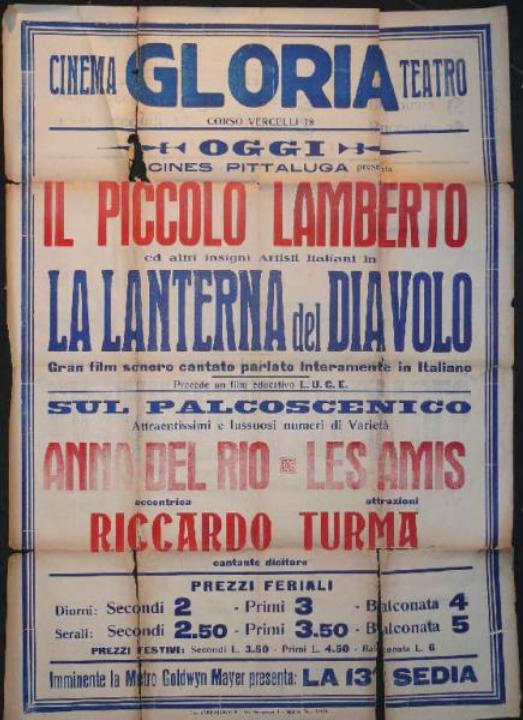 CINEMA GLORIA TEATRO
CORSO VERCELLI 18
OGGI
CINES PITTALUGA presenta
IL PICCOLO LAMBERTO
ed altri insigni Artisti Italiani in
LA LANTERNA del DIAVOLO
Gran film sonoro cantato parlato Interamente in Italiano
Precede un film educativo L. U. C. E.
SUL PALCOSCENICO
Attraentissimi e lussuosi numeri di Varietà
ANNA DEL RIO LES AMIS
eccentrica attrazioni
RICCARDO TURMA
cantante dicitore
PREZZI FERIALI
Diurni: Secondi 2 - Primi 3 - Balconata 4
Serali: Secondi 2.50 - Primi 3.50 - Balconata 5
PREZZI FESTIVI: Secondi L. 3.50 - Primi L. 4.50 - Balconata L. 6
Imminente la Metro Goldwyn Mayer presenta: LA 13ª SEDIA